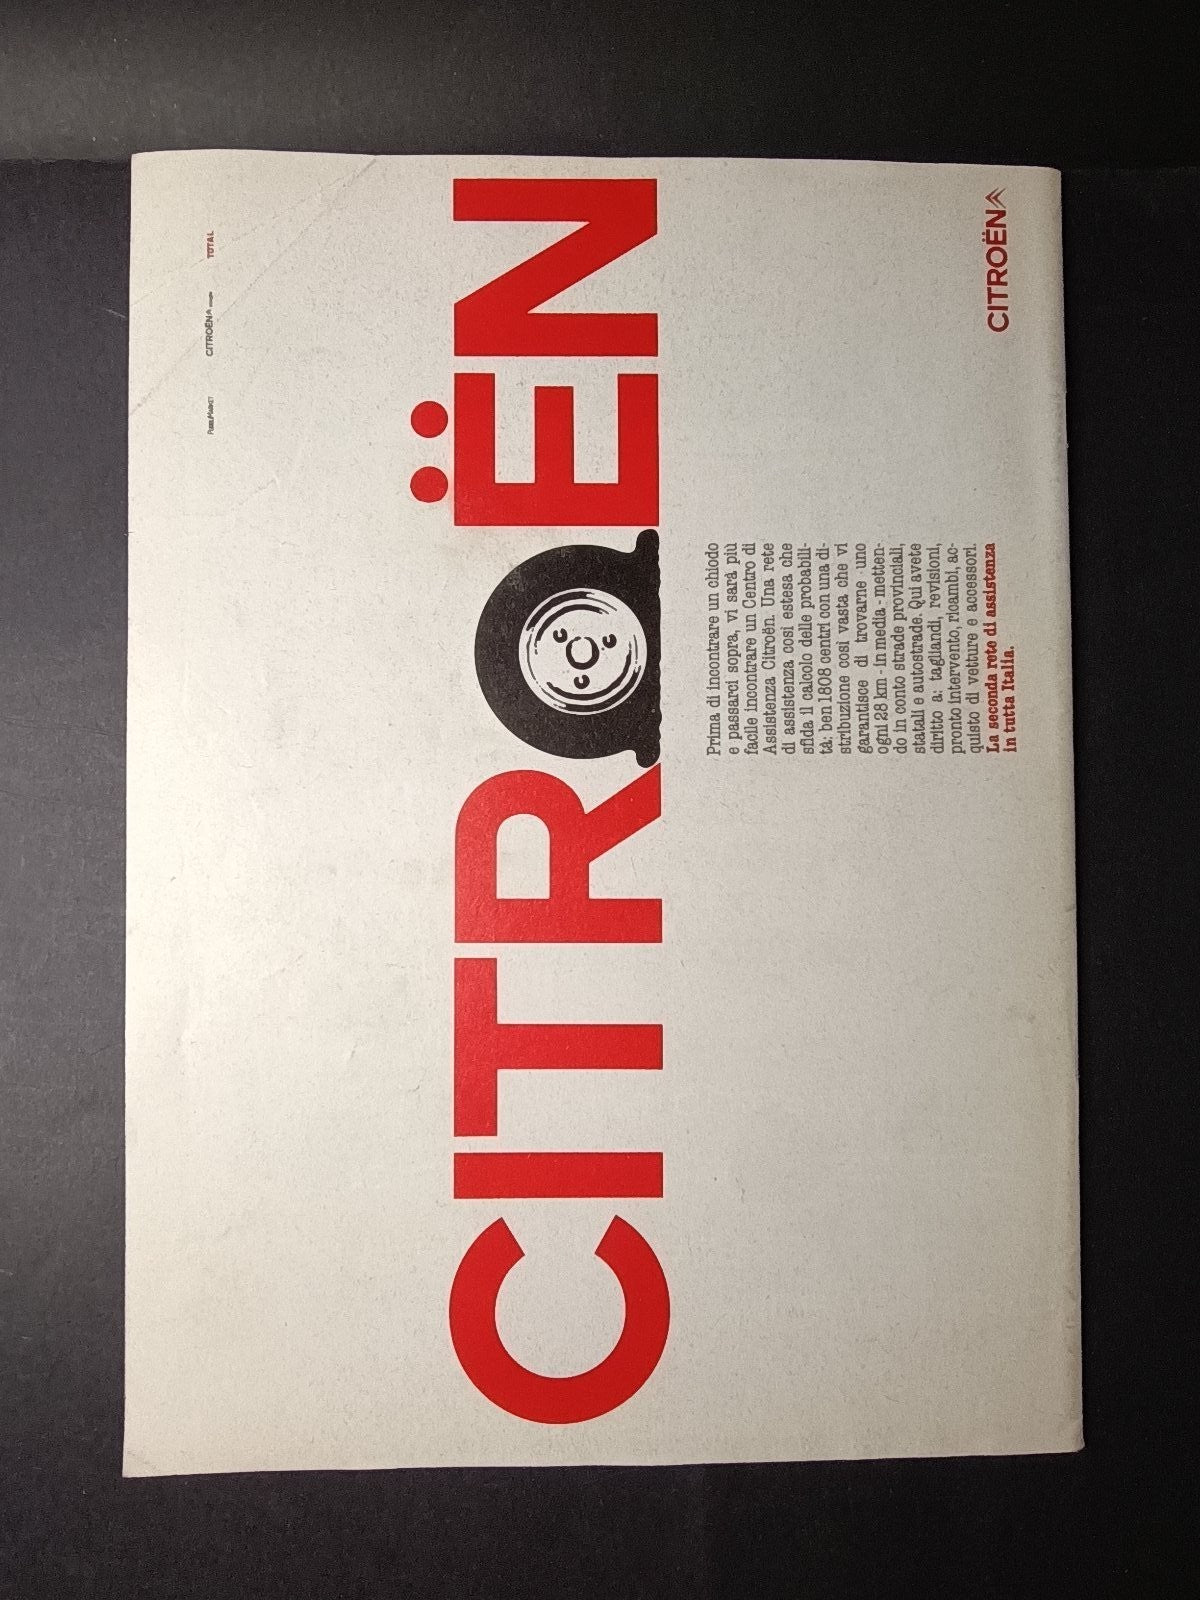 PUBLIMARKET CITROËN TOTAL
CITRËN
Prima di incontrare un chiodo
e passarci sopra, vi sarà più
facile incontrare un Centro di
Assistenza Citroën. Una rete
di assistenza così estesa che
sfida il calcolo delle probabili-
tà: ben 1808 centri con una di-
stribuzione così vasta che vi
garantisce di trovarne uno
ogni 28 km - in media - metten-
do in conto strade provinciali,
statali e autostrade. Qui avete
diritto a: tagliandi, revisioni,
pronto intervento, ricambi, ac-
quisto di vetture e accessori.
La seconda rete di assistenza
in tutta Italia.
CITROËN